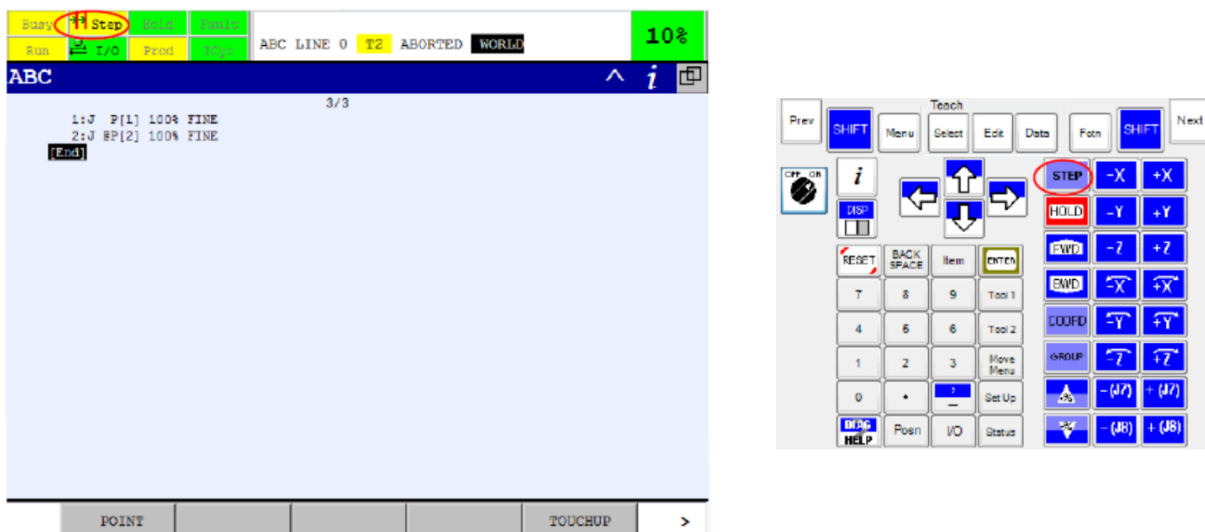 Busy Step Hold Fault
Run I/O Prod TCyc
ABC LINE 0 T2 ABORTED WORLD
10%
ABC
i
3/3
1:J P[1] 100% FINE
2:J @P[2] 100% FINE
[End]
POINT TOUCHUP >
Teach
Prev SHIFT Menu Select Edit Data Fctn SHIFT Next
OFF ON i STEP -X +X
DISP HOLD -Y +Y
FWD -Z +Z
RESET BACK SPACE Item ENTER
BWD -X +X
7 8 9 Tool 1
COORD -Y +Y
4 5 6 Tool 2
GROUP -Z +Z
1 2 3 Move Menu
0 . , — Set Up
% -(J7) +(J7)
DIAG HELP Posn I/O Status
% -(J8) +(J8)